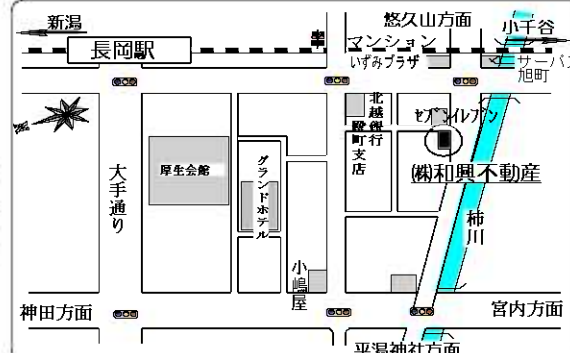 新潟
悠久山方面
小千谷
長岡駅
マンション
いずみプラザ
サーパス
旭町
セブンイレブン
北越銀行
殿町支店
㈱和興不動産
厚生会館
グランドホテル
大手通り
柿川
小嶋屋
神田方面
宮内方面
平潟神社方面